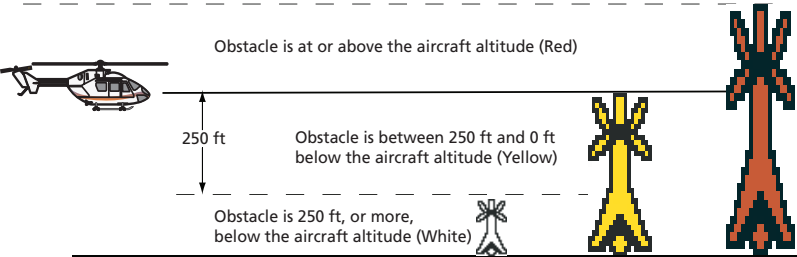 Obstacle is at or above the aircraft altitude (Red)
250 ft
Obstacle is between 250 ft and 0 ft
below the aircraft altitude (Yellow)
Obstacle is 250 ft, or more,
below the aircraft altitude (White)